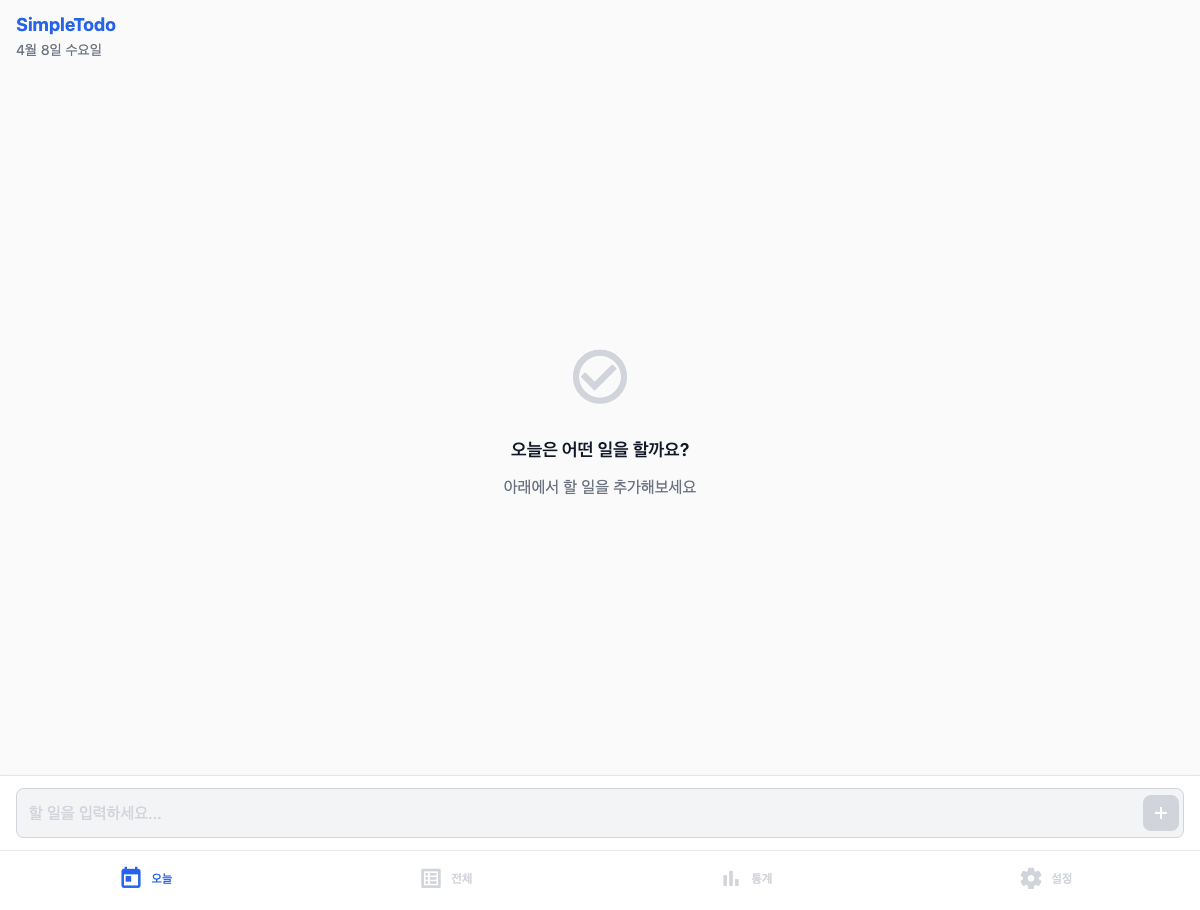 SimpleTodo
4월 8일 수요일
오늘은 어떤 일을 할까요?
아래에서 할 일을 추가해보세요
할 일을 입력하세요...
오늘
전체
통계
설정